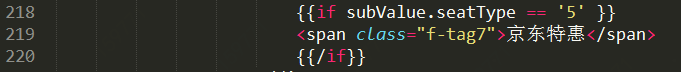 218 {{if subValue.seatType == '5' }}
219 <span class="f-tag7">京东特惠</span>
220 {{/if}}